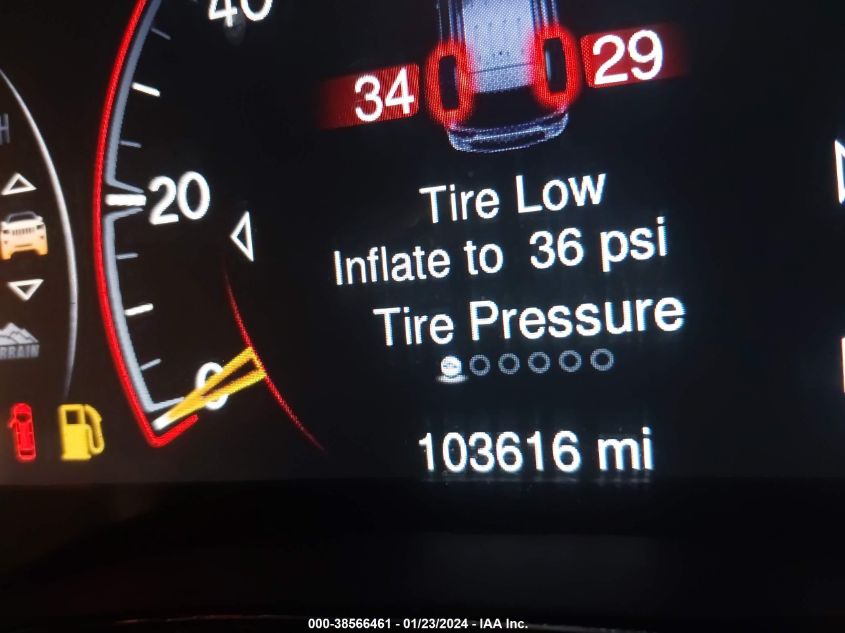 40
34 29
Tire Low
20
Inflate to 36 psi
Tire Pressure
0
103616 mi
000-38566461 - 01/23/2024 - IAA Inc.